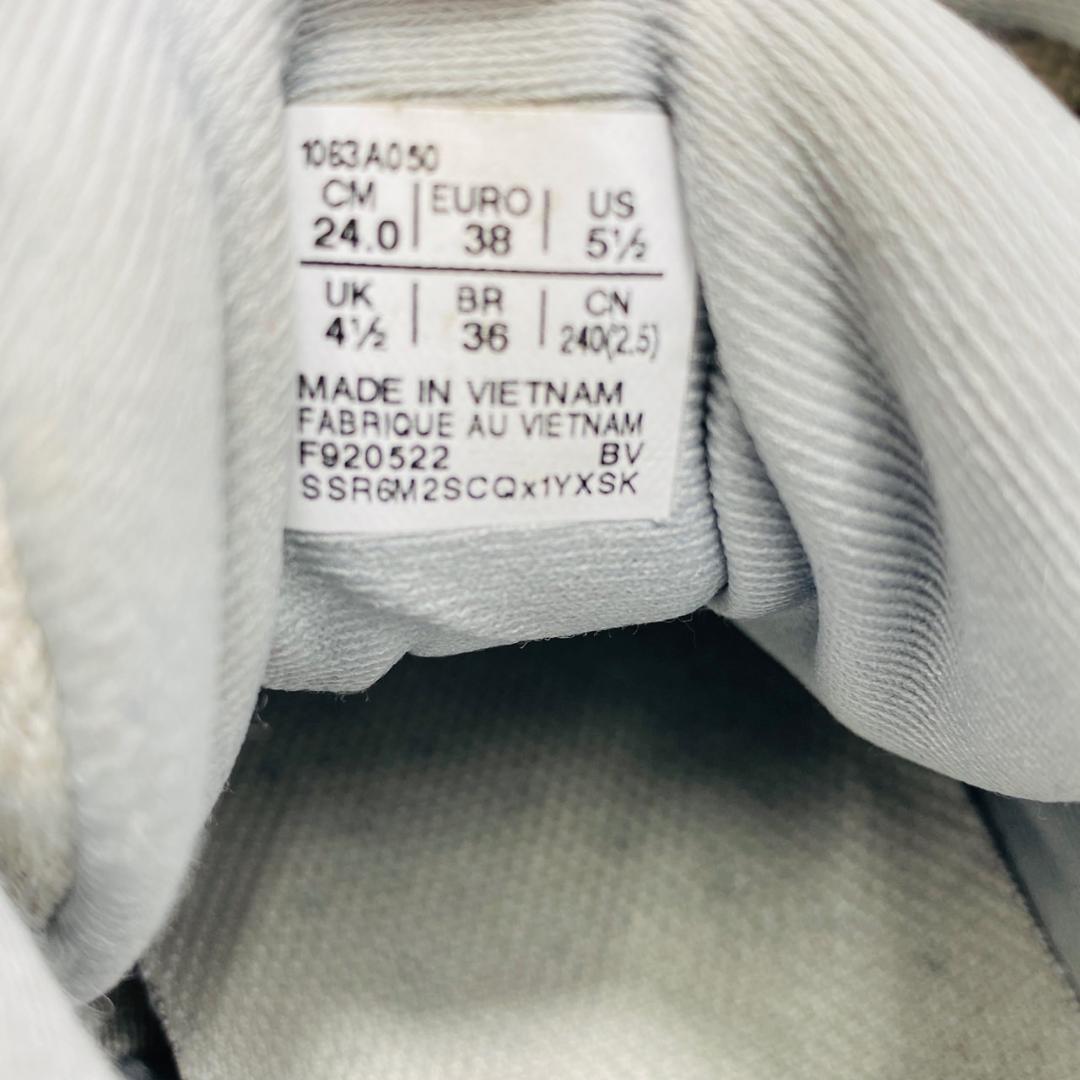 1063A050
CM | EURO | US
24.0 | 38 | 5½
UK | BR | CN
4½ | 36 | 240(2.5)
MADE IN VIETNAM
FABRIQUE AU VIETNAM
F920522 BV
SSR6M2SCQx1YXSK